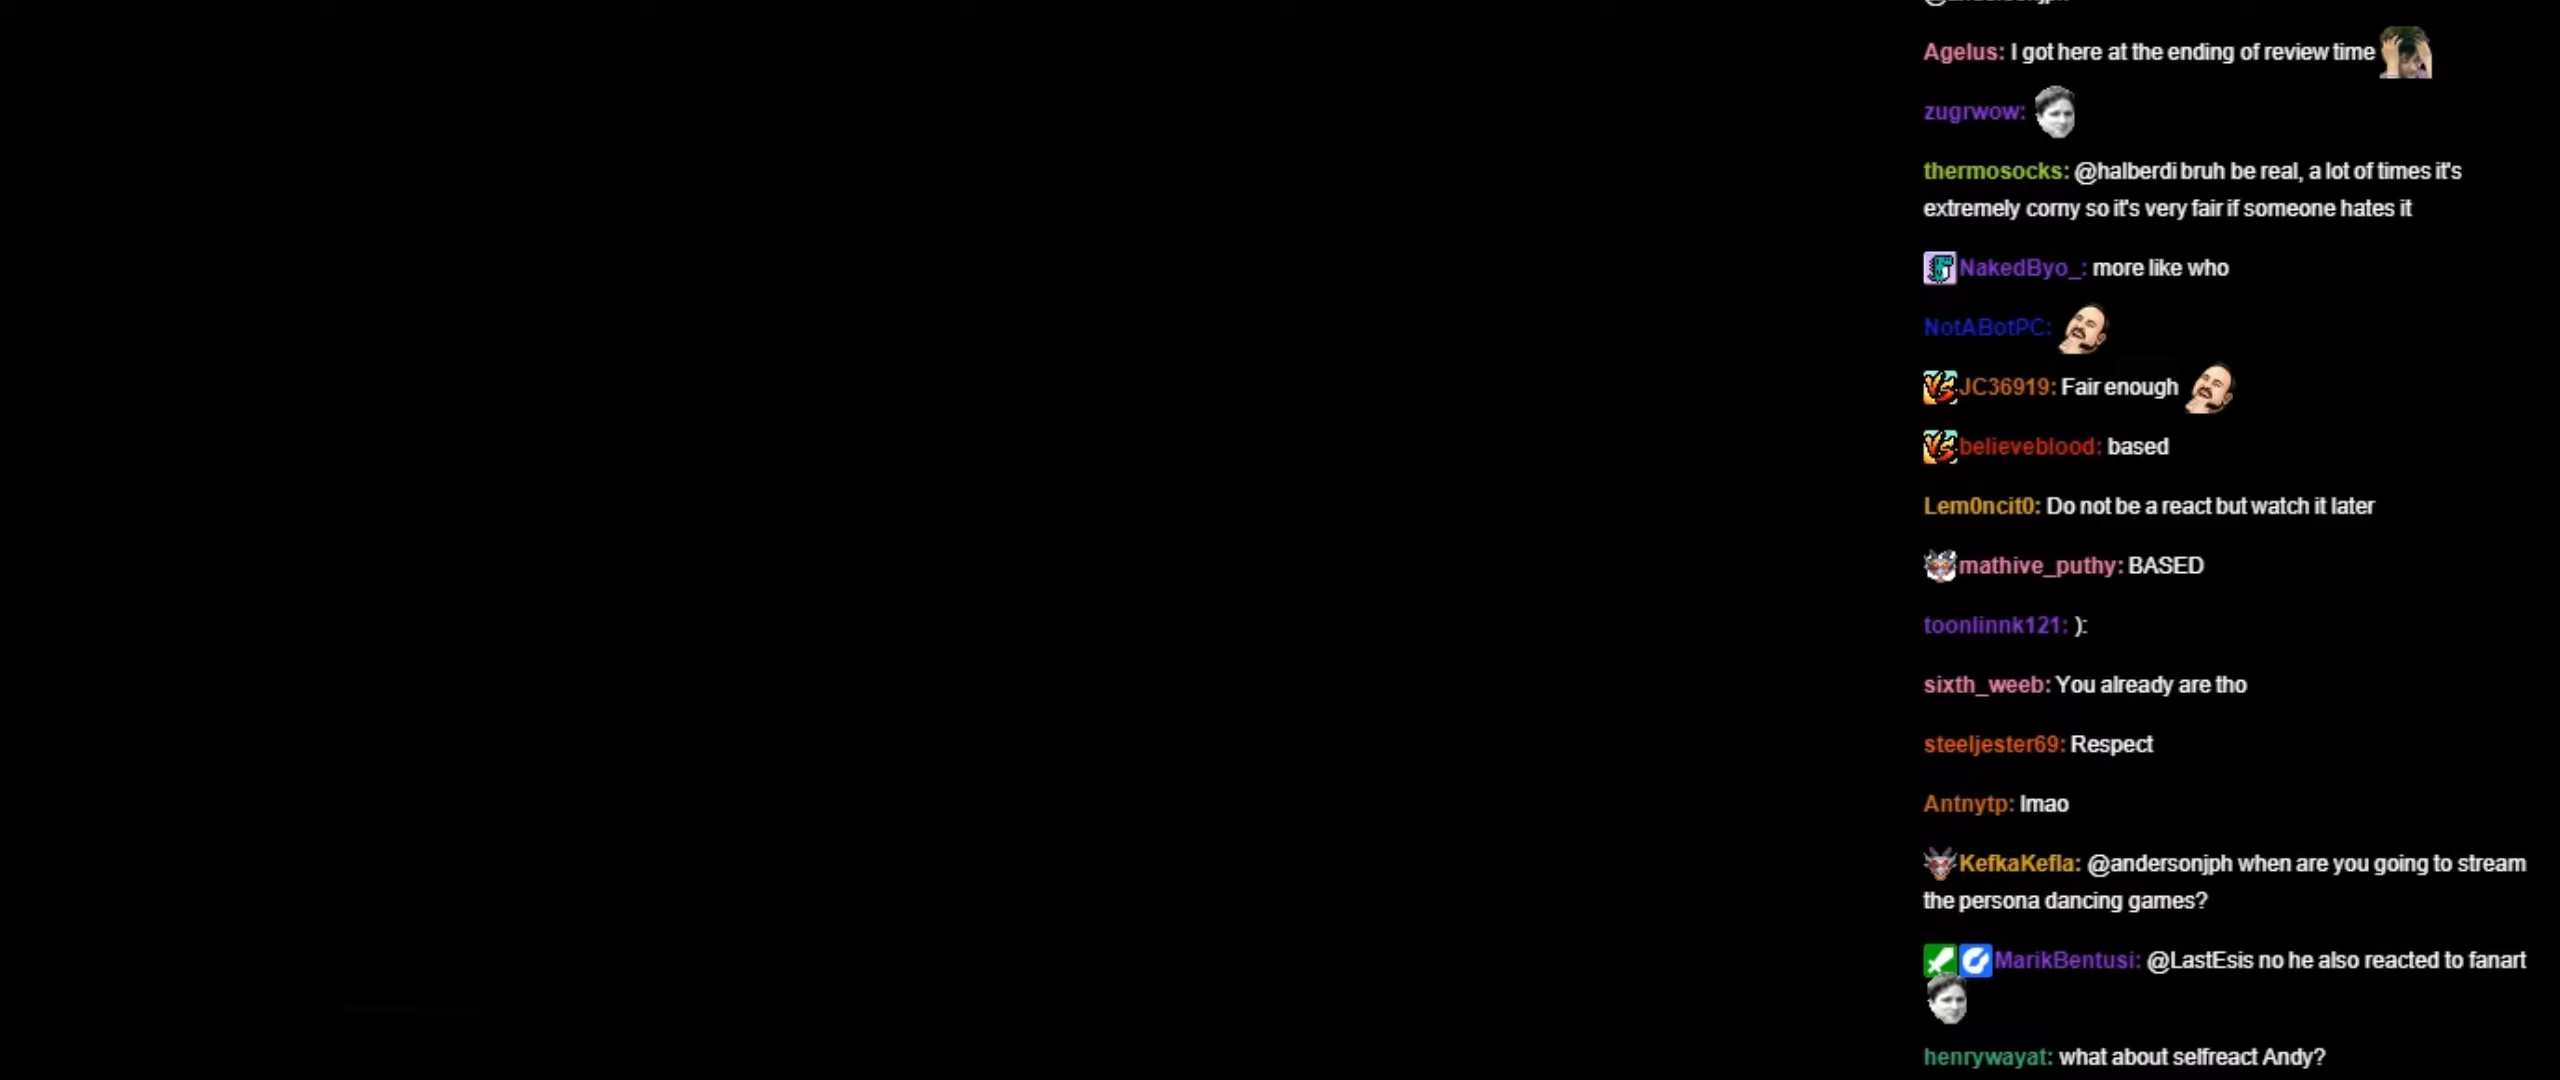 Agelus: I got here at the ending of review time
zugrwow:
thermosocks: @halberdi bruh be real, a lot of times it's
extremely corny so it's very fair if someone hates it
NakedByo_: more like who
NotABotPC:
JC36919: Fair enough
believeblood: based
Lem0ncit0: Do not be a react but watch it later
mathive_puthy: BASED
toonlinnk121: ):
sixth_weeb: You already are tho
steeljester69: Respect
Antnytp: lmao
KefkaKefla: @andersonjph when are you going to stream
the persona dancing games?
MarikBentusi: @LastEsis no he also reacted to fanart
henrywayat: what about selfreact Andy?